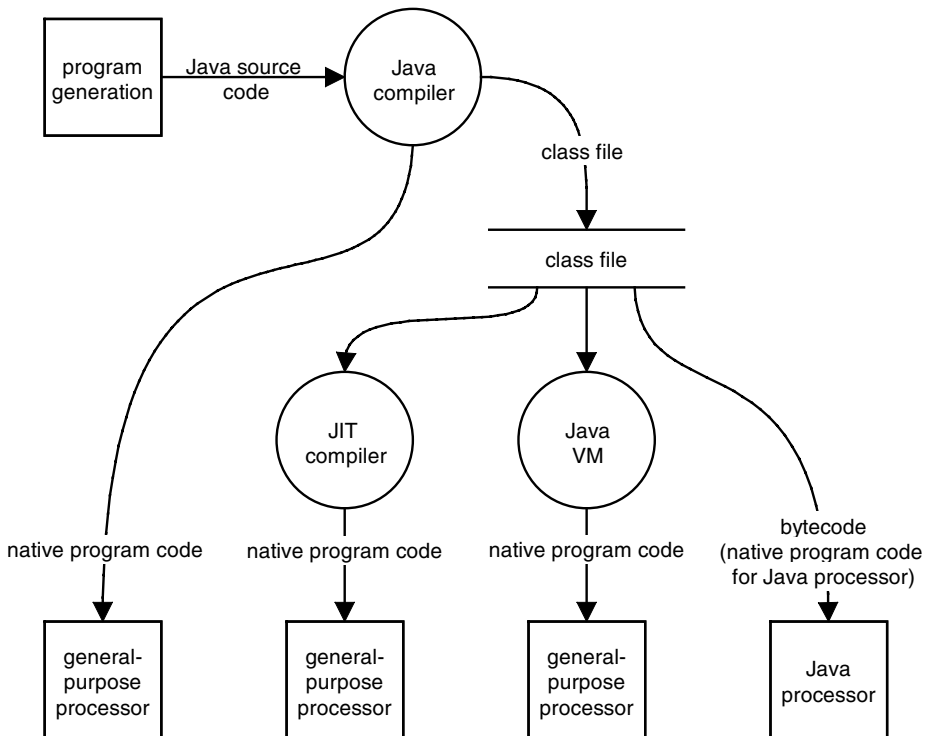 program
generation
Java source
code
Java
compiler
class file
class file
JIT
compiler
Java
VM
native program code
native program code
native program code
bytecode
(native program code
for Java processor)
general-
purpose
processor
general-
purpose
processor
general-
purpose
processor
Java
processor